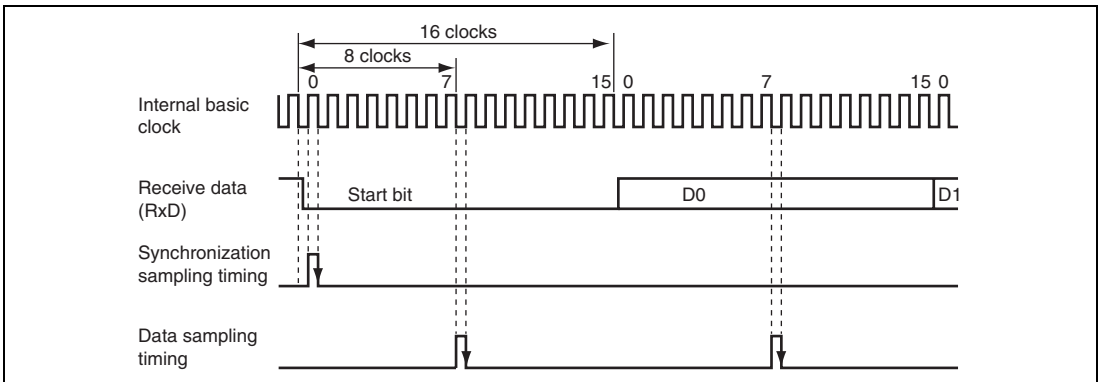 16 clocks
8 clocks
0 7 15 0 7 15 0
Internal basic
clock
Receive data
(RxD)
Start bit D0 D1
Synchronization
sampling timing
Data sampling
timing